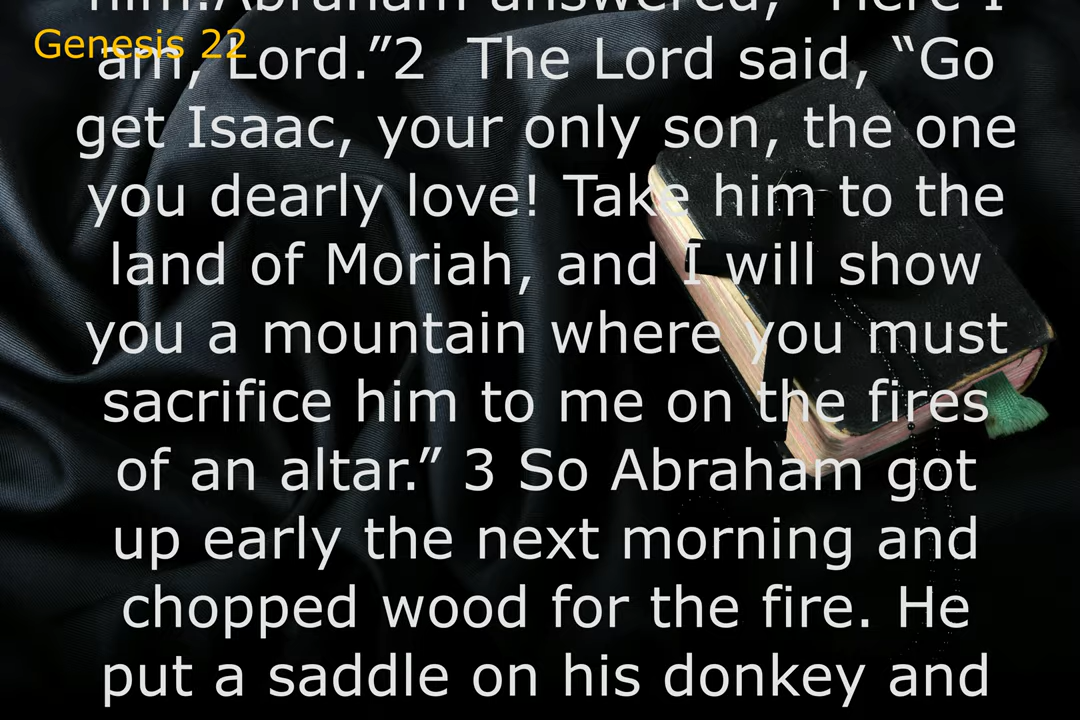 him.Abraham answered, “Here I
Genesis 22
am, Lord.”2 The Lord said, “Go
get Isaac, your only son, the one
you dearly love! Take him to the
land of Moriah, and I will show
you a mountain where you must
sacrifice him to me on the fires
of an altar.” 3 So Abraham got
up early the next morning and
chopped wood for the fire. He
put a saddle on his donkey and